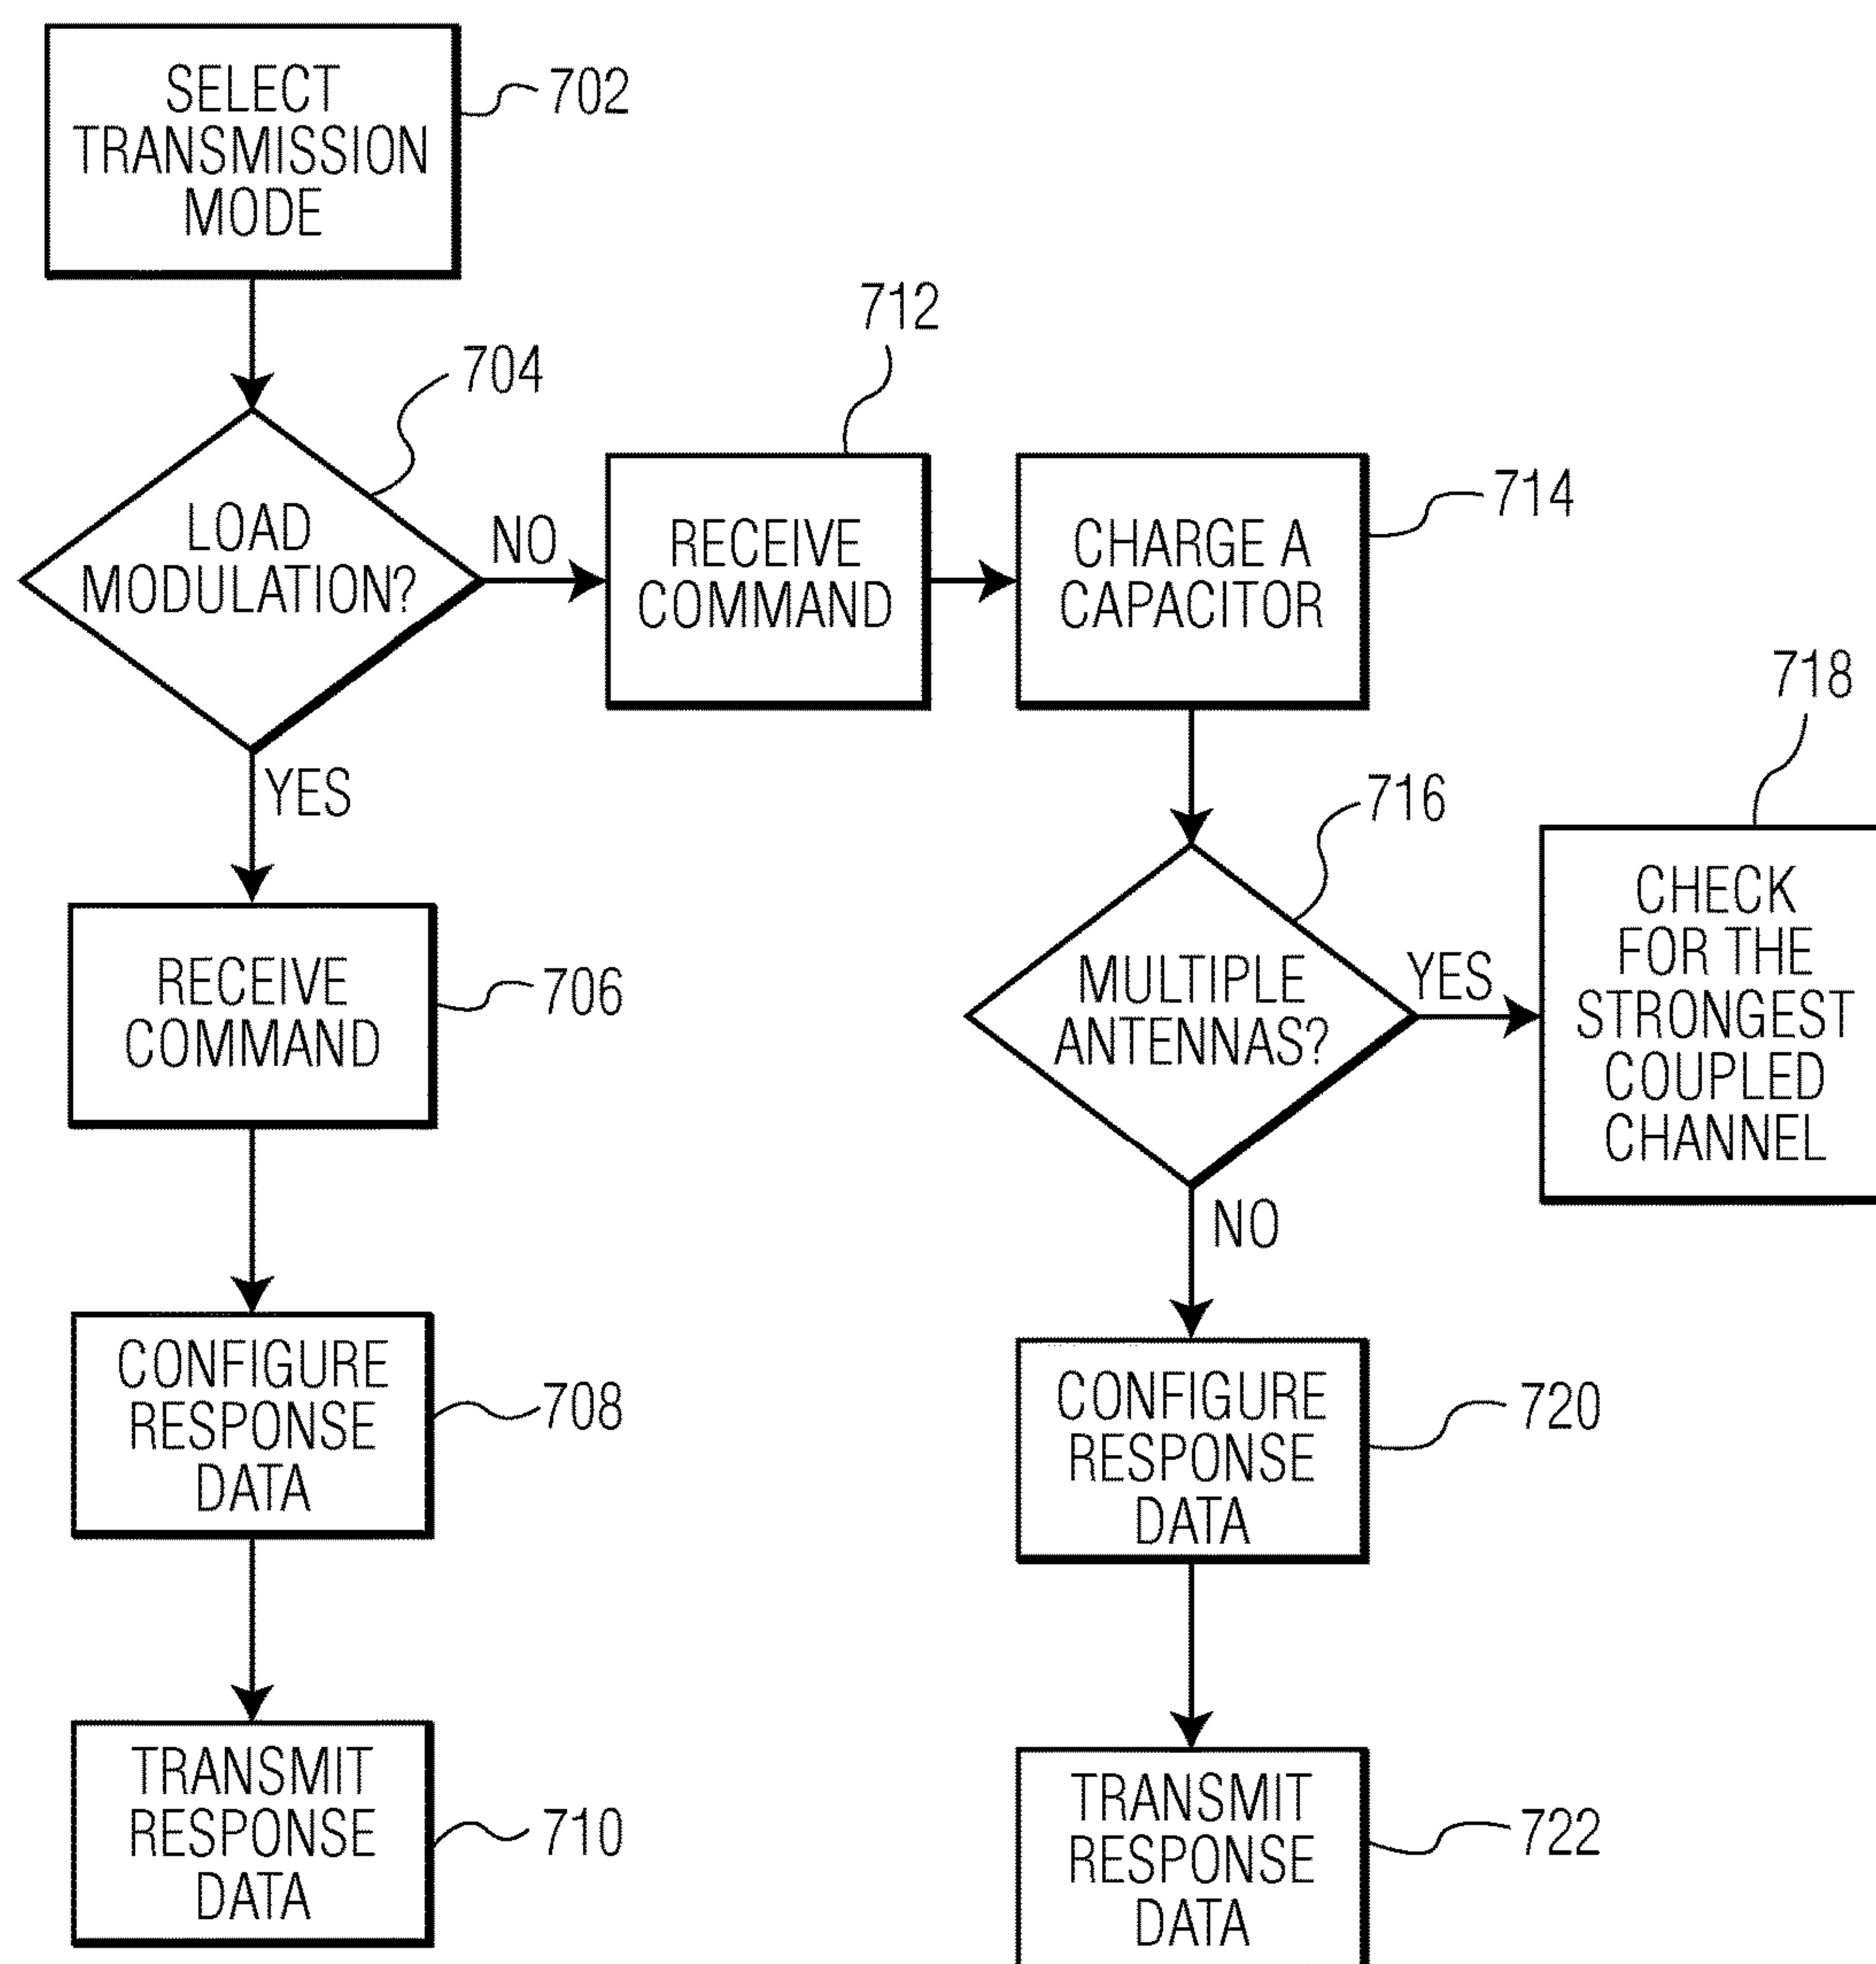 SELECT
TRANSMISSION
MODE
702
704
LOAD
MODULATION?
NO
YES
712
RECEIVE
COMMAND
CHARGE A
CAPACITOR
714
716
MULTIPLE
ANTENNAS?
YES
NO
718
CHECK
FOR THE
STRONGEST
COUPLED
CHANNEL
RECEIVE
COMMAND
706
CONFIGURE
RESPONSE
DATA
708
TRANSMIT
RESPONSE
DATA
710
CONFIGURE
RESPONSE
DATA
720
TRANSMIT
RESPONSE
DATA
722